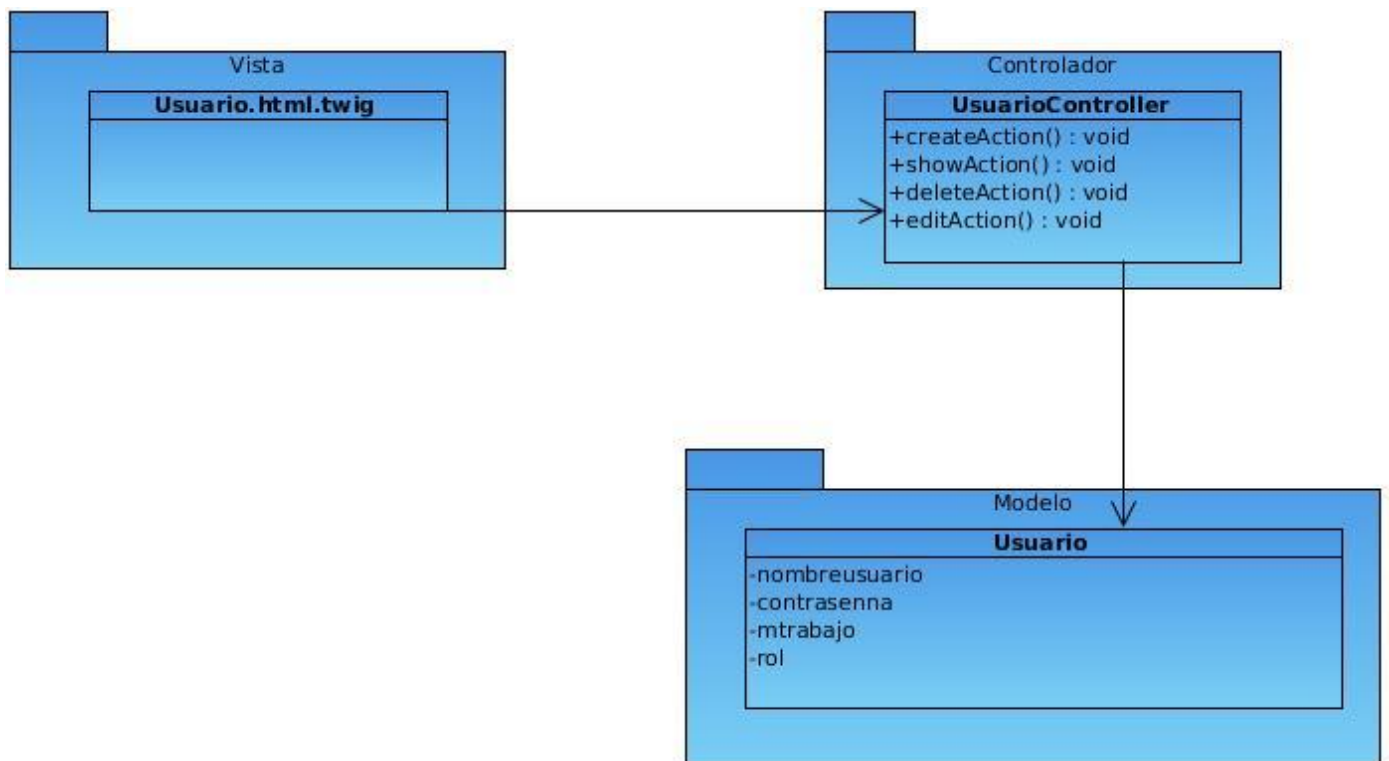 Vista
Usuario.html.twig
Controlador
UsuarioController
+createAction() : void
+showAction() : void
+deleteAction() : void
+editAction() : void
Modelo
Usuario
-nombreusuario
-contrasenna
-mtrabajo
-rol